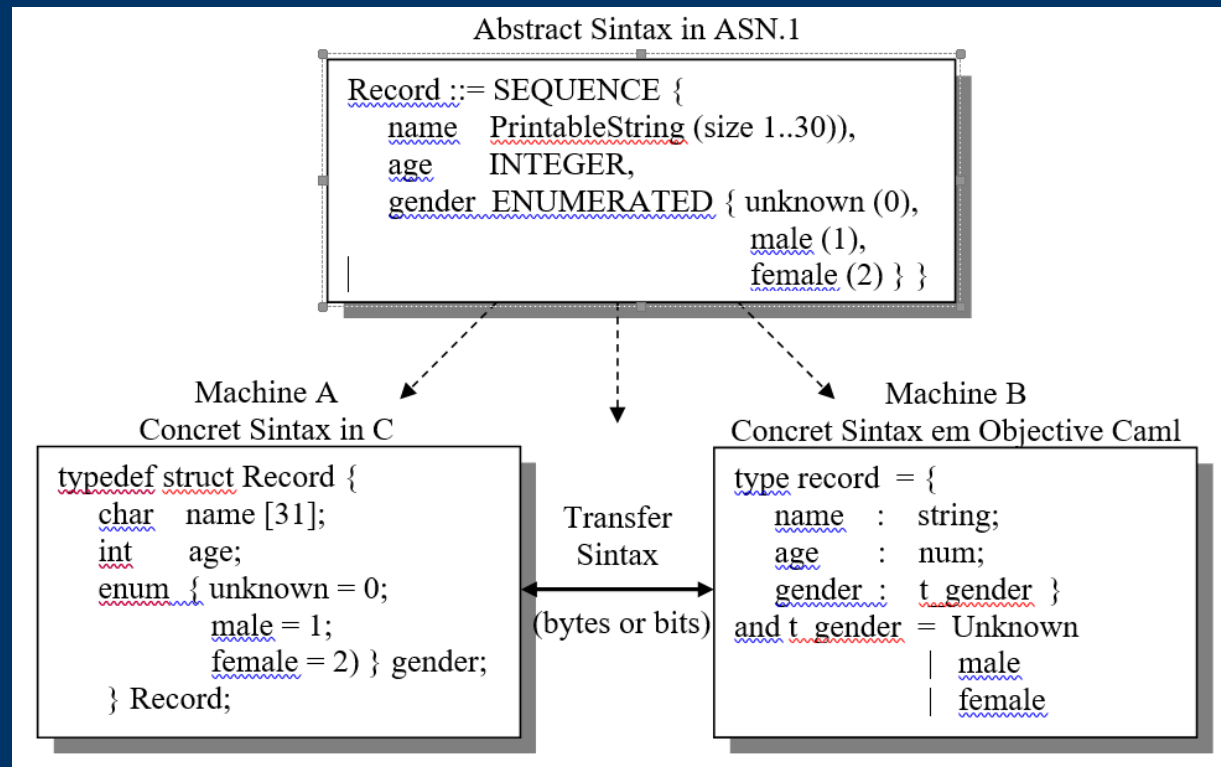 Abstract Sintax in ASN.1
Record ::= SEQUENCE {
name PrintableString (size 1..30)),
age INTEGER,
gender ENUMERATED { unknown (0),
male (1),
female (2) } }
Machine A
Concret Sintax in C
typedef struct Record {
char name [31];
int age;
enum { unknown = 0;
male = 1;
female = 2) } gender;
} Record;
Transfer
Sintax
(bytes or bits)
Machine B
Concret Sintax em Objective Caml
type record = {
name : string;
age : num;
gender : t_gender }
and t_gender = Unknown
| male
| female